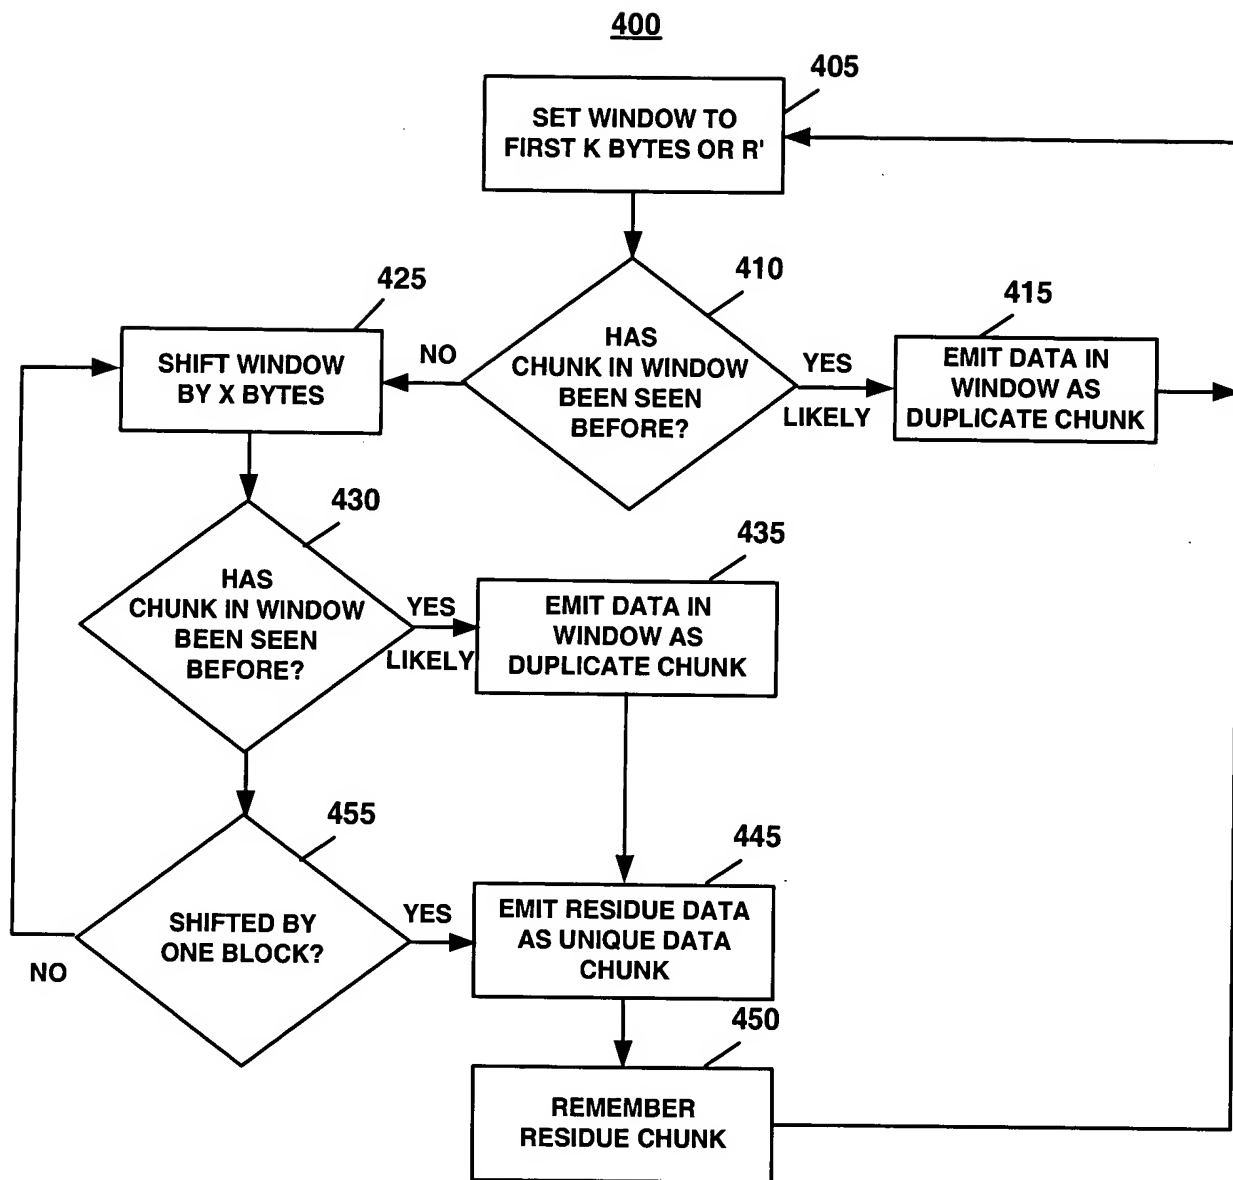 400
405
SET WINDOW TO
FIRST K BYTES OR R'
410
HAS
CHUNK IN WINDOW
BEEN SEEN
BEFORE?
NO
YES
LIKELY
415
EMIT DATA IN
WINDOW AS
DUPLICATE CHUNK
425
SHIFT WINDOW
BY X BYTES
430
HAS
CHUNK IN WINDOW
BEEN SEEN
BEFORE?
YES
LIKELY
435
EMIT DATA IN
WINDOW AS
DUPLICATE CHUNK
455
SHIFTED BY
ONE BLOCK?
NO
YES
445
EMIT RESIDUE DATA
AS UNIQUE DATA
CHUNK
450
REMEMBER
RESIDUE CHUNK